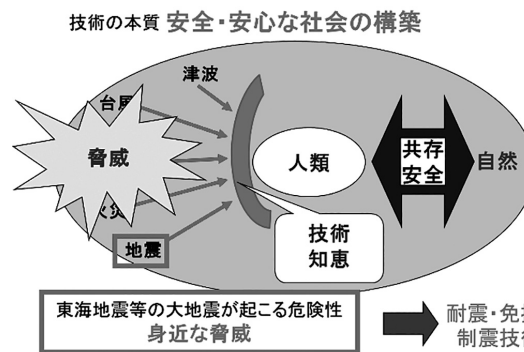 技術の本質 安全・安心な社会の構築
津波
台風
脅威
人類
共存
安全
自然
火災
地震
技術
知恵
東海地震等の大地震が起こる危険性
身近な脅威
耐震・免
制震技